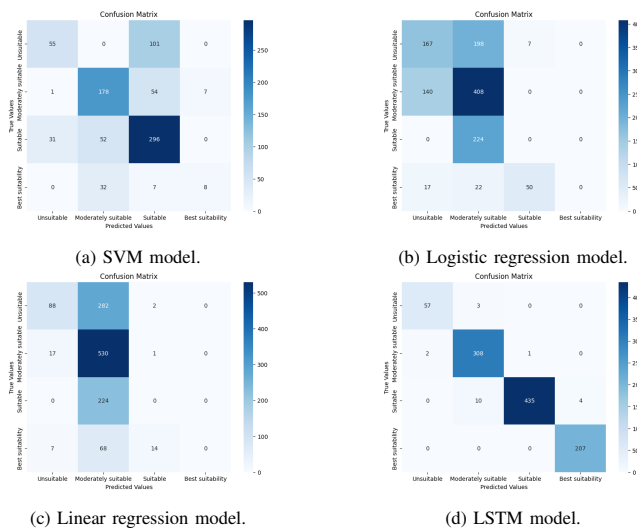 Confusion Matrix
Unsuitable
Moderately suitable
Suitable
Best suitability
True Values
55 0 101 0
1 178 54 7
31 52 296 0
0 32 7 8
Unsuitable Moderately suitable Suitable Best suitability
Predicted Values
250
200
150
100
50
0
(a) SVM model.
Confusion Matrix
Unsuitable
Moderately suitable
Suitable
Best suitability
True Values
167 198 7 0
140 408 0 0
0 224 0 0
17 22 50 0
Unsuitable Moderately suitable Suitable Best suitability
Predicted Values
(b) Logistic regression model.
Confusion Matrix
Unsuitable
Moderately suitable
Suitable
Best suitability
True Values
88 282 2 0
17 530 1 0
0 224 0 0
7 68 14 0
Unsuitable Moderately suitable Suitable Best suitability
Predicted Values
500
400
300
200
100
0
(c) Linear regression model.
Confusion Matrix
Unsuitable
Moderately suitable
Suitable
Best suitability
True Values
57 3 0 0
2 308 1 0
0 10 435 4
0 0 0 207
Unsuitable Moderately suitable Suitable Best suitability
Predicted Values
(d) LSTM model.